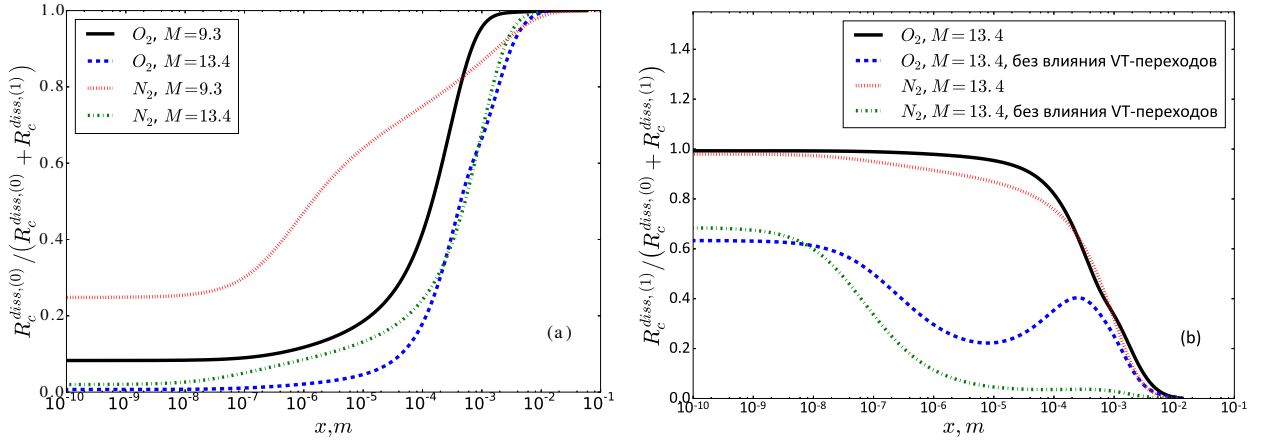 R_c^{diss,(0)} / (R_c^{diss,(0)} + R_c^{diss,(1)})
1.0
0.8
0.6
0.4
0.2
0.0
O₂, M=9.3
O₂, M=13.4
N₂, M=9.3
N₂, M=13.4
(a)
10⁻¹⁰ 10⁻⁹ 10⁻⁸ 10⁻⁷ 10⁻⁶ 10⁻⁵ 10⁻⁴ 10⁻³ 10⁻² 10⁻¹
x,m
R_c^{diss,(1)} / (R_c^{diss,(0)} + R_c^{diss,(1)})
1.4
1.2
1.0
0.8
0.6
0.4
0.2
0.0
O₂, M=13.4
O₂, M=13.4, без влияния VT-переходов
N₂, M=13.4
N₂, M=13.4, без влияния VT-переходов
(b)
10⁻¹⁰ 10⁻⁹ 10⁻⁸ 10⁻⁷ 10⁻⁶ 10⁻⁵ 10⁻⁴ 10⁻³ 10⁻² 10⁻¹
x, m